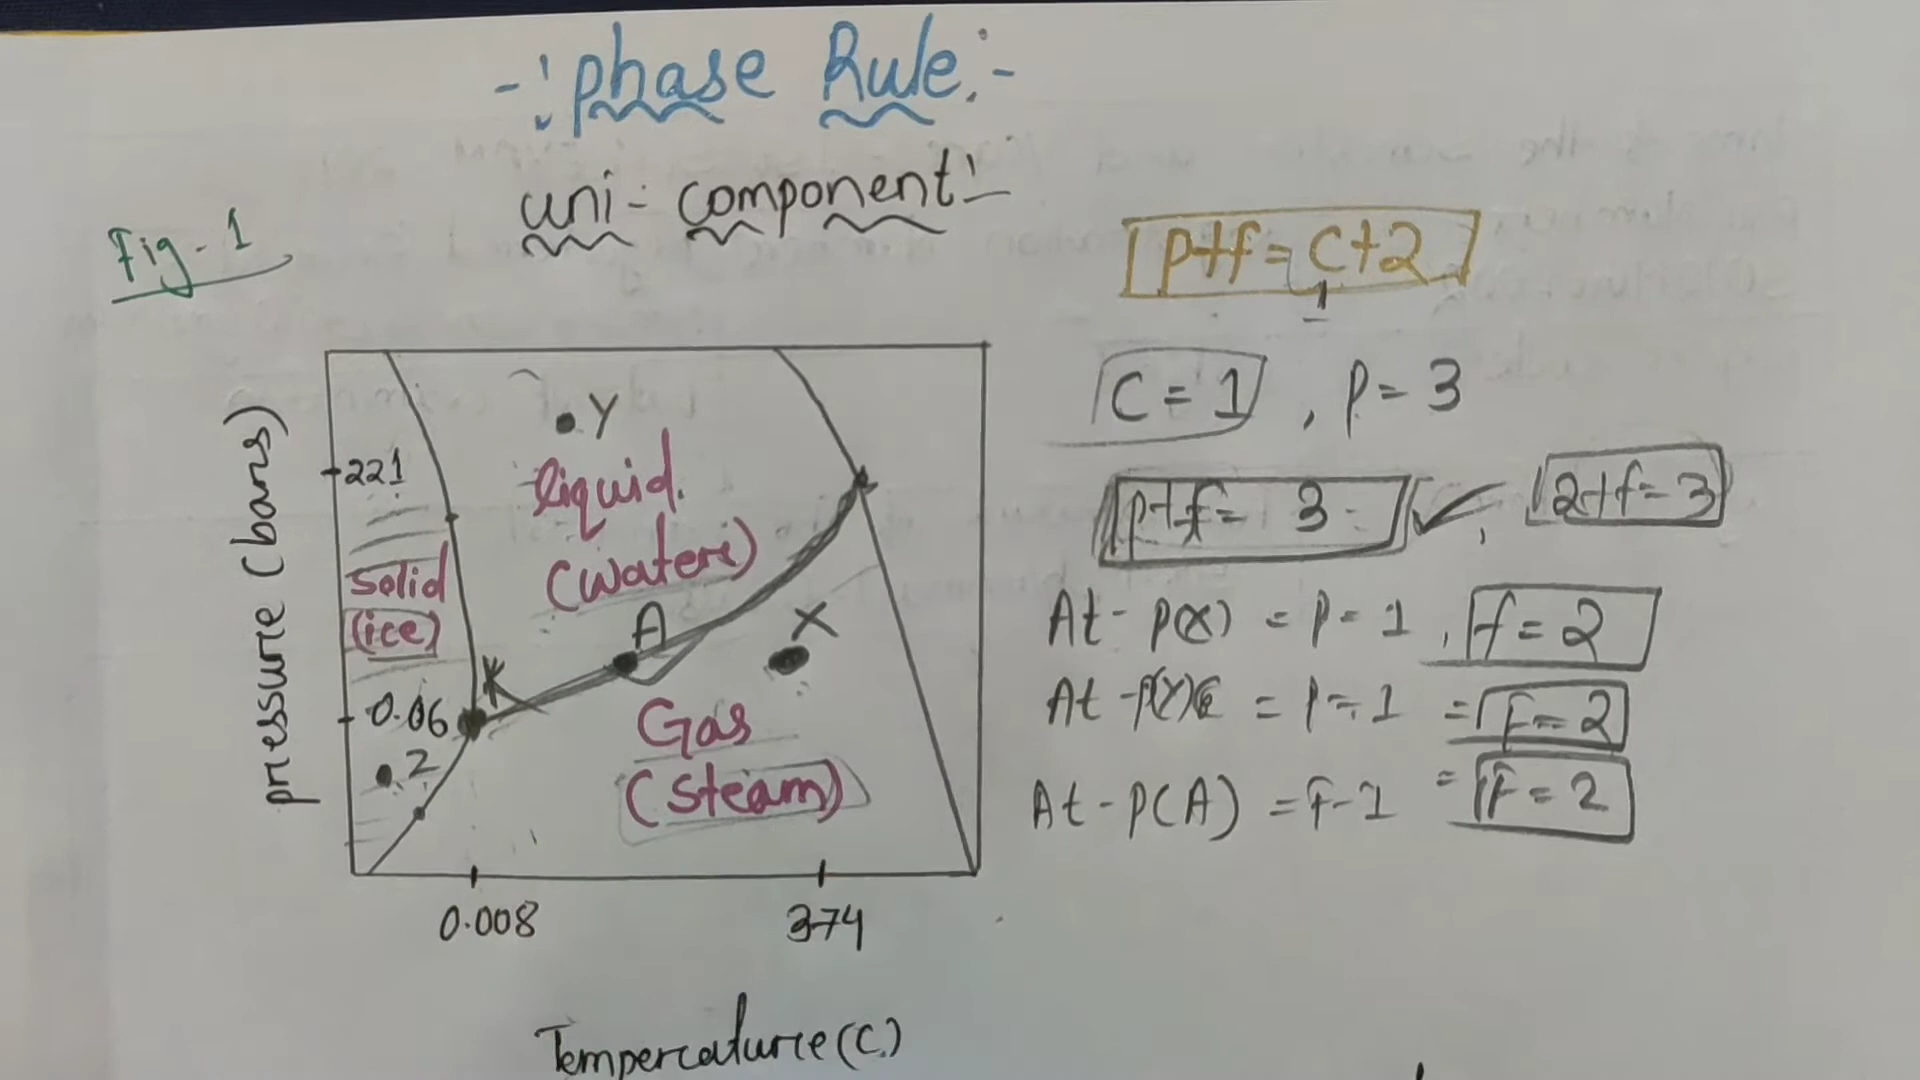 -: Phase Rule :-
uni- component:-
Fig-1
P+f= C+2
1
C = 1 , P= 3
p+f= 3 , 2+f=3
At- p(X) = P= 1 , f=2
At -p(Y) = P=1 = F=2
At-p(A) = F-1 = F=2
pressure (bars)
221
0.06
solid
(ice)
.Y
liquid.
(water)
A
X
K
.Z
Gas
(steam)
0.008
374
Temperature (C)